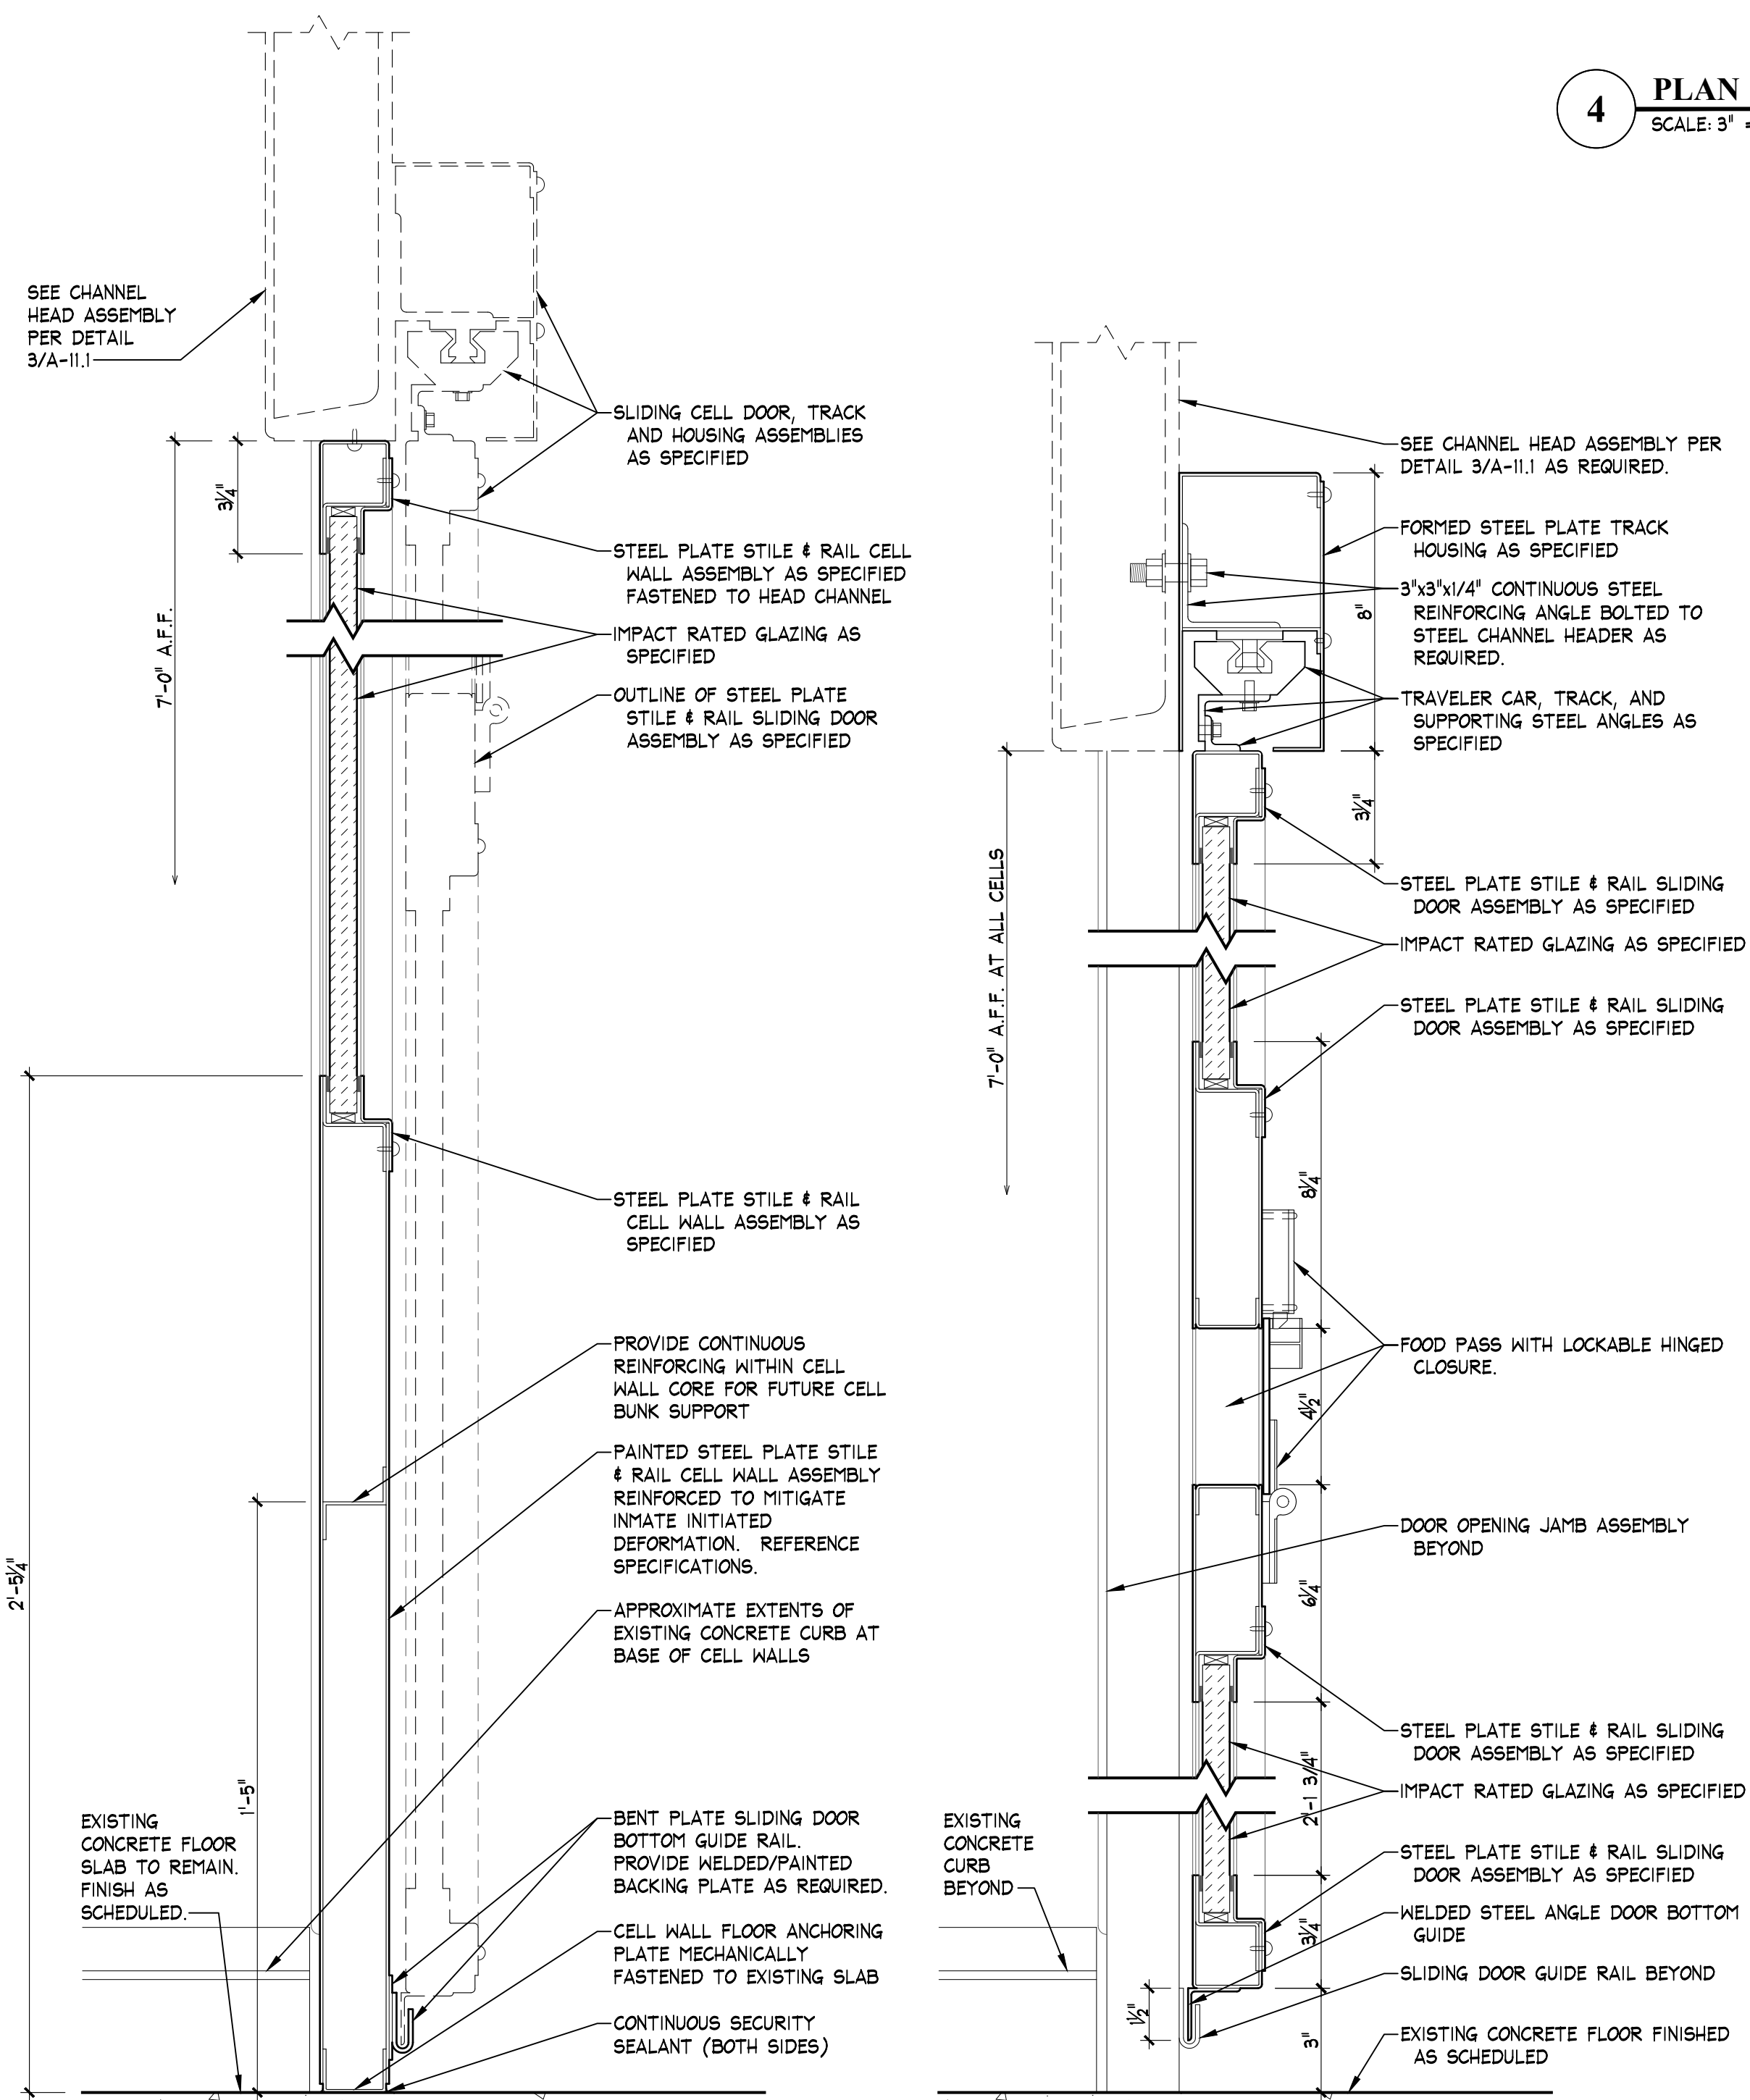 4
PLAN
SCALE: 3" =
SEE CHANNEL
HEAD ASSEMBLY
PER DETAIL
3/A-11.1
7'-0" A.F.F.
3¼"
SLIDING CELL DOOR, TRACK
AND HOUSING ASSEMBLIES
AS SPECIFIED
STEEL PLATE STILE & RAIL CELL
WALL ASSEMBLY AS SPECIFIED
FASTENED TO HEAD CHANNEL
IMPACT RATED GLAZING AS
SPECIFIED
OUTLINE OF STEEL PLATE
STILE & RAIL SLIDING DOOR
ASSEMBLY AS SPECIFIED
STEEL PLATE STILE & RAIL
CELL WALL ASSEMBLY AS
SPECIFIED
PROVIDE CONTINUOUS
REINFORCING WITHIN CELL
WALL CORE FOR FUTURE CELL
BUNK SUPPORT
PAINTED STEEL PLATE STILE
& RAIL CELL WALL ASSEMBLY
REINFORCED TO MITIGATE
INMATE INITIATED
DEFORMATION. REFERENCE
SPECIFICATIONS.
APPROXIMATE EXTENTS OF
EXISTING CONCRETE CURB AT
BASE OF CELL WALLS
2'-5¼"
1'-5"
EXISTING
CONCRETE FLOOR
SLAB TO REMAIN.
FINISH AS
SCHEDULED.
BENT PLATE SLIDING DOOR
BOTTOM GUIDE RAIL.
PROVIDE WELDED/PAINTED
BACKING PLATE AS REQUIRED.
CELL WALL FLOOR ANCHORING
PLATE MECHANICALLY
FASTENED TO EXISTING SLAB
CONTINUOUS SECURITY
SEALANT (BOTH SIDES)
SEE CHANNEL HEAD ASSEMBLY PER
DETAIL 3/A-11.1 AS REQUIRED.
FORMED STEEL PLATE TRACK
HOUSING AS SPECIFIED
3"x3"x1/4" CONTINUOUS STEEL
REINFORCING ANGLE BOLTED TO
STEEL CHANNEL HEADER AS
REQUIRED.
8"
TRAVELER CAR, TRACK, AND
SUPPORTING STEEL ANGLES AS
SPECIFIED
3¼"
7'-0" A.F.F. AT ALL CELLS
STEEL PLATE STILE & RAIL SLIDING
DOOR ASSEMBLY AS SPECIFIED
IMPACT RATED GLAZING AS SPECIFIED
STEEL PLATE STILE & RAIL SLIDING
DOOR ASSEMBLY AS SPECIFIED
8¼"
FOOD PASS WITH LOCKABLE HINGED
CLOSURE.
4½"
DOOR OPENING JAMB ASSEMBLY
BEYOND
6¼"
STEEL PLATE STILE & RAIL SLIDING
DOOR ASSEMBLY AS SPECIFIED
2'-1 3/4"
IMPACT RATED GLAZING AS SPECIFIED
EXISTING
CONCRETE
CURB
BEYOND
STEEL PLATE STILE & RAIL SLIDING
DOOR ASSEMBLY AS SPECIFIED
3¼"
WELDED STEEL ANGLE DOOR BOTTOM
GUIDE
SLIDING DOOR GUIDE RAIL BEYOND
1½"
3"
EXISTING CONCRETE FLOOR FINISHED
AS SCHEDULED